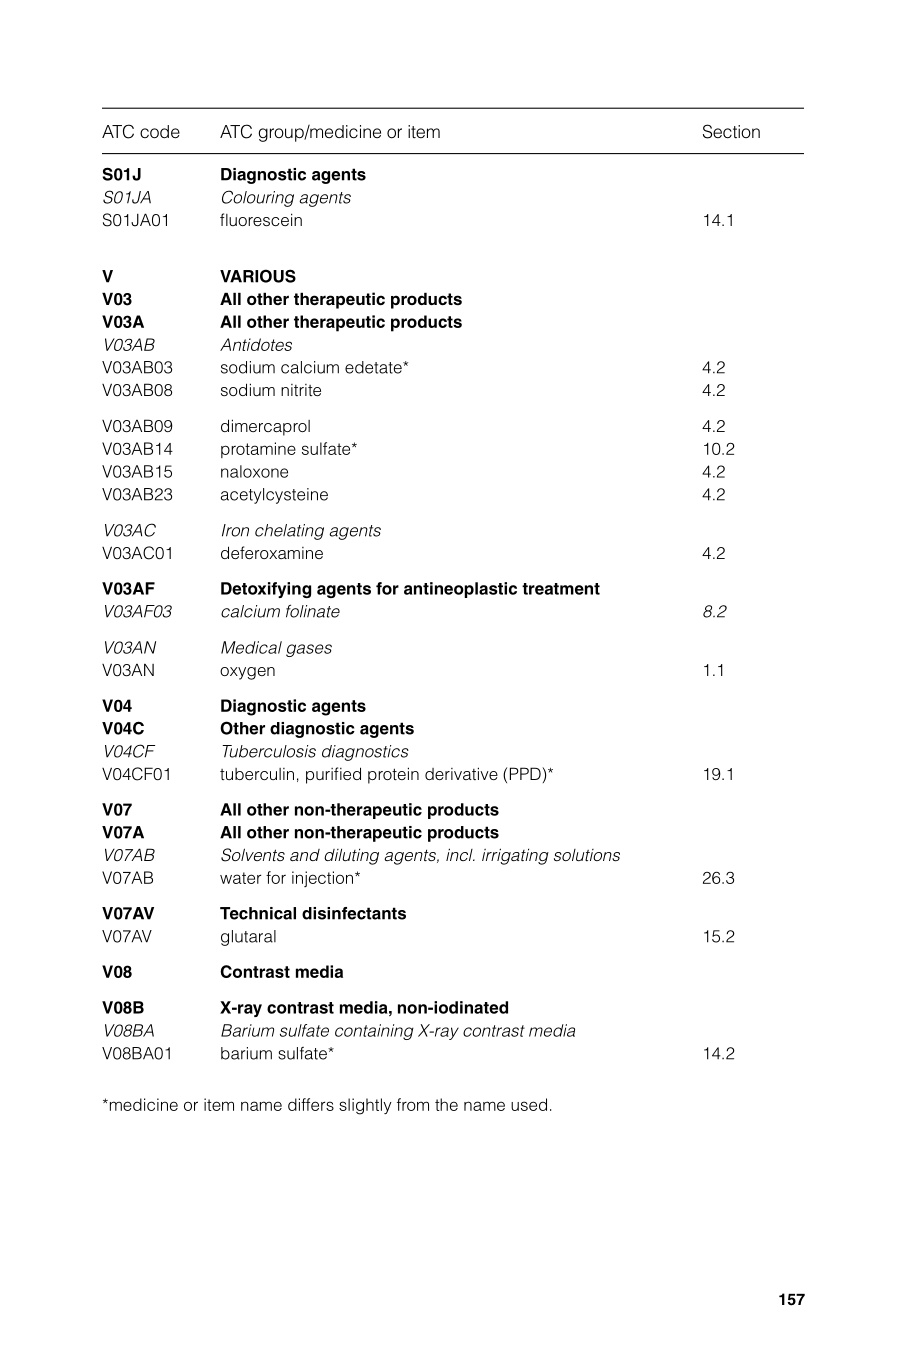 ATC code ATC group/medicine or item Section
S01J Diagnostic agents
S01JA Colouring agents
S01JA01 fluorescein 14.1
V VARIOUS
V03 All other therapeutic products
V03A All other therapeutic products
V03AB Antidotes
V03AB03 sodium calcium edetate* 4.2
V03AB08 sodium nitrite 4.2
V03AB09 dimercaprol 4.2
V03AB14 protamine sulfate* 10.2
V03AB15 naloxone 4.2
V03AB23 acetylcysteine 4.2
V03AC Iron chelating agents
V03AC01 deferoxamine 4.2
V03AF Detoxifying agents for antineoplastic treatment
V03AF03 calcium folinate 8.2
V03AN Medical gases
V03AN oxygen 1.1
V04 Diagnostic agents
V04C Other diagnostic agents
V04CF Tuberculosis diagnostics
V04CF01 tuberculin, purified protein derivative (PPD)* 19.1
V07 All other non-therapeutic products
V07A All other non-therapeutic products
V07AB Solvents and diluting agents, incl. irrigating solutions
V07AB water for injection* 26.3
V07AV Technical disinfectants
V07AV glutaral 15.2
V08 Contrast media
V08B X-ray contrast media, non-iodinated
V08BA Barium sulfate containing X-ray contrast media
V08BA01 barium sulfate* 14.2
*medicine or item name differs slightly from the name used.
157